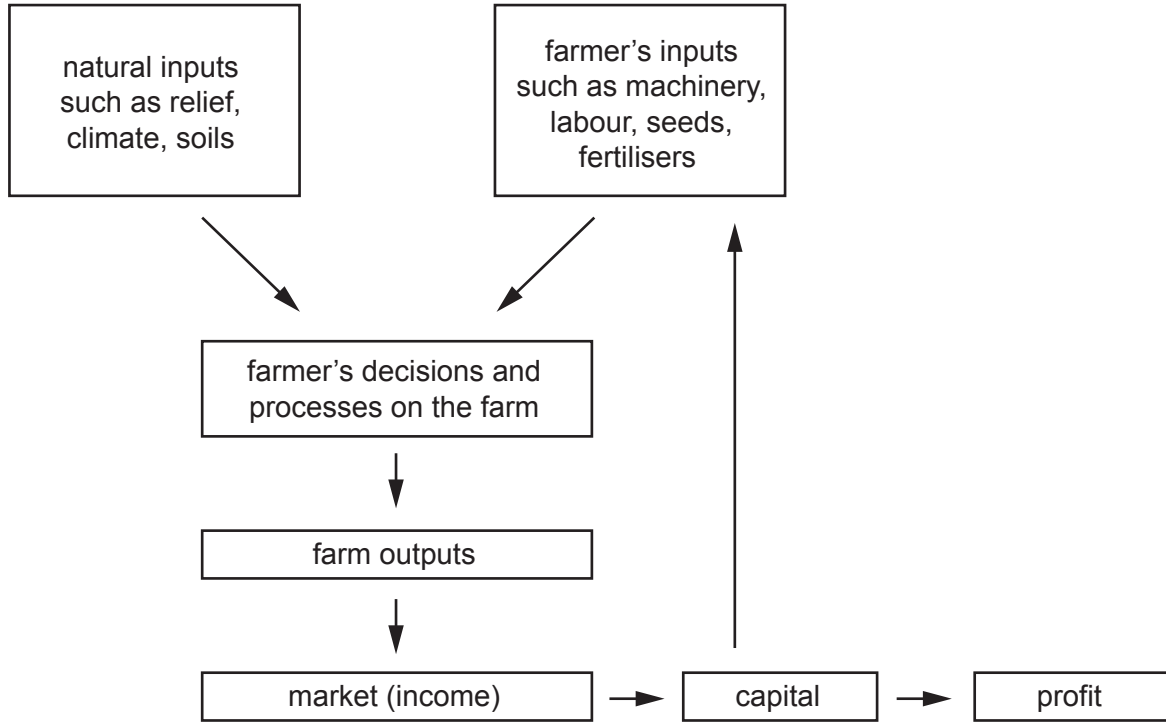 natural inputs
such as relief,
climate, soils
farmer’s inputs
such as machinery,
labour, seeds,
fertilisers
farmer’s decisions and
processes on the farm
farm outputs
market (income)
capital
profit